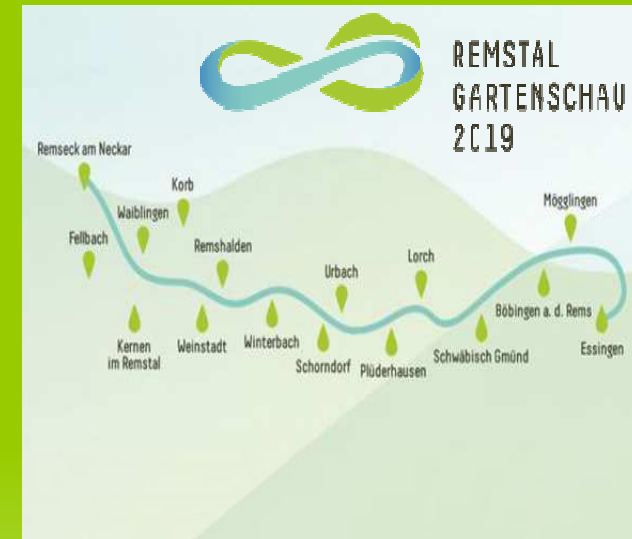 REMSTAL
GARTENSCHAU
2019
Remseck am Neckar
Korb
Waiblingen
Fellbach
Remshalden
Kernen
im Remstal
Weinstadt
Winterbach
Urbach
Schorndorf
Plüderhausen
Lorch
Schwäbisch Gmünd
Mögglingen
Böbingen a. d. Rems
Essingen